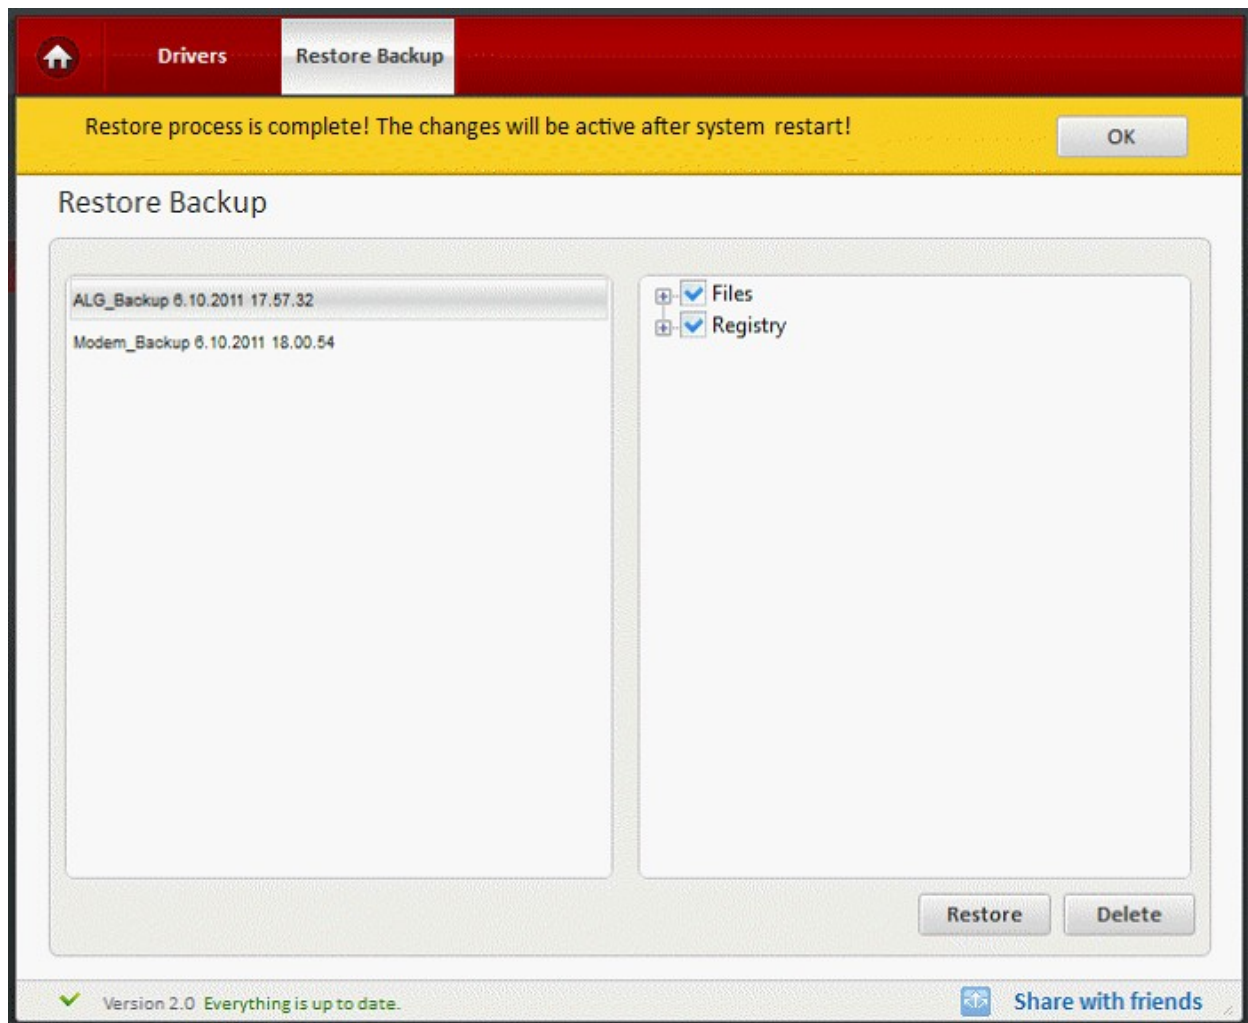 Drivers
Restore Backup
Restore process is complete! The changes will be active after system restart!
OK
Restore Backup
ALG_Backup 6.10.2011 17.57.32
Modem_Backup 6.10.2011 18.00.54
Files
Registry
Restore
Delete
Version 2.0 Everything is up to date.
Share with friends